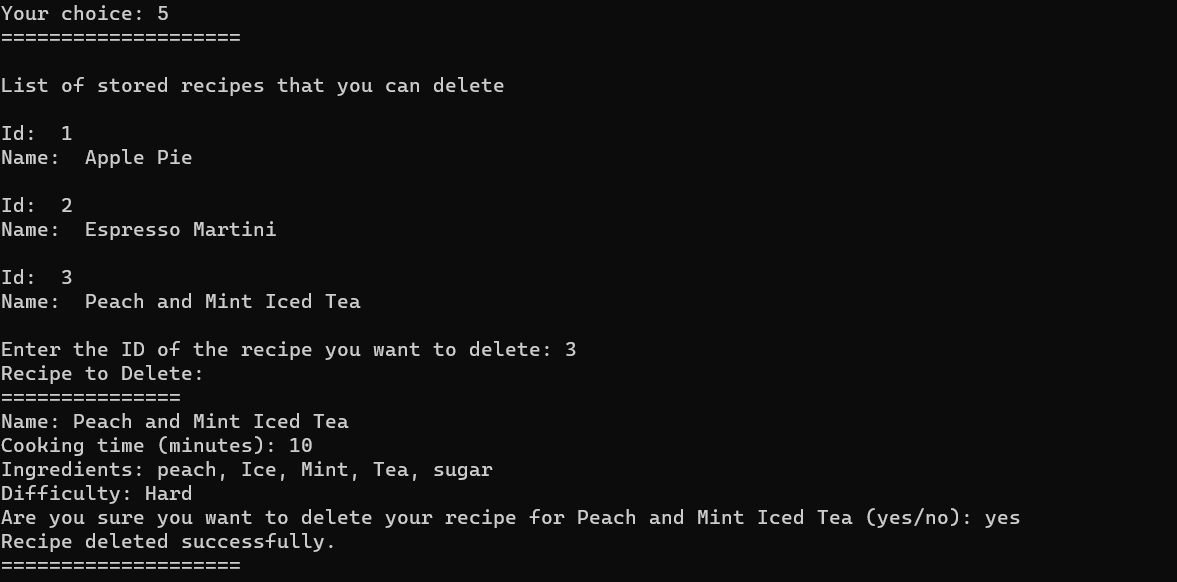 Your choice: 5
====================
List of stored recipes that you can delete
Id:  1
Name:  Apple Pie
Id:  2
Name:  Espresso Martini
Id:  3
Name:  Peach and Mint Iced Tea
Enter the ID of the recipe you want to delete: 3
Recipe to Delete:
===============
Name: Peach and Mint Iced Tea
Cooking time (minutes): 10
Ingredients: peach, Ice, Mint, Tea, sugar
Difficulty: Hard
Are you sure you want to delete your recipe for Peach and Mint Iced Tea (yes/no): yes
Recipe deleted successfully.
====================